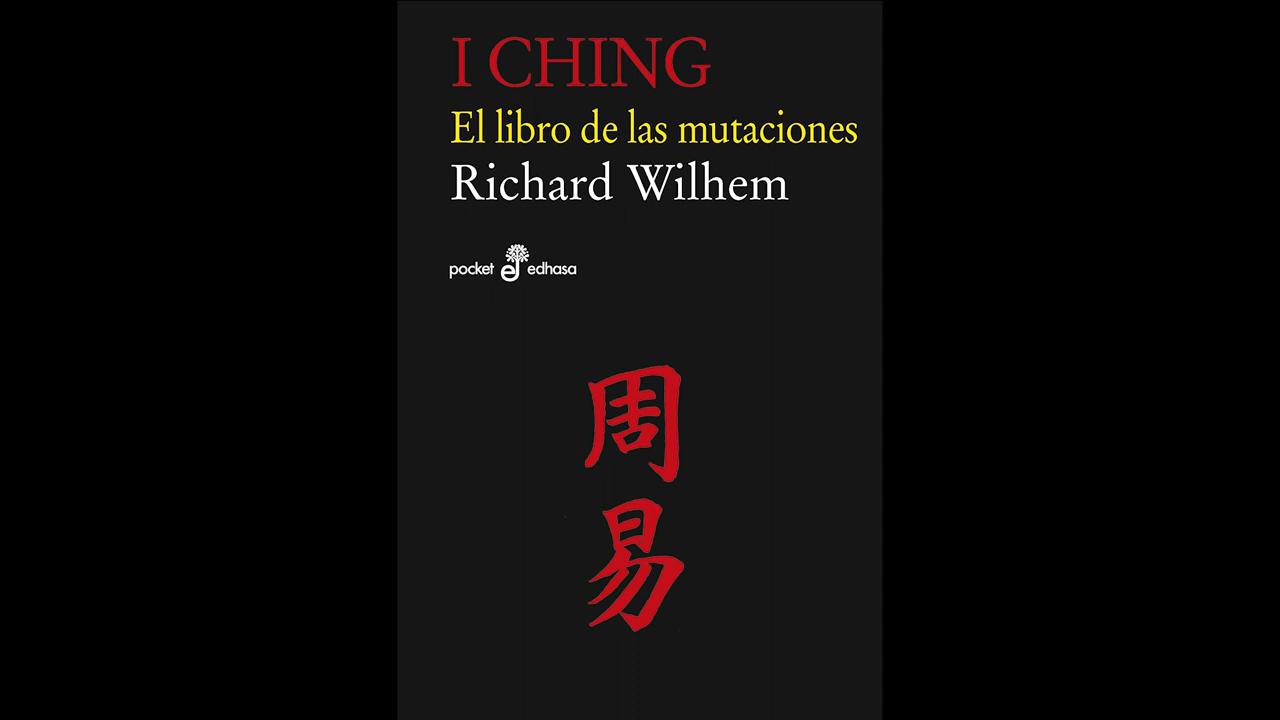 I CHING
El libro de las mutaciones
Richard Wilhem
pocket edhasa
周
易